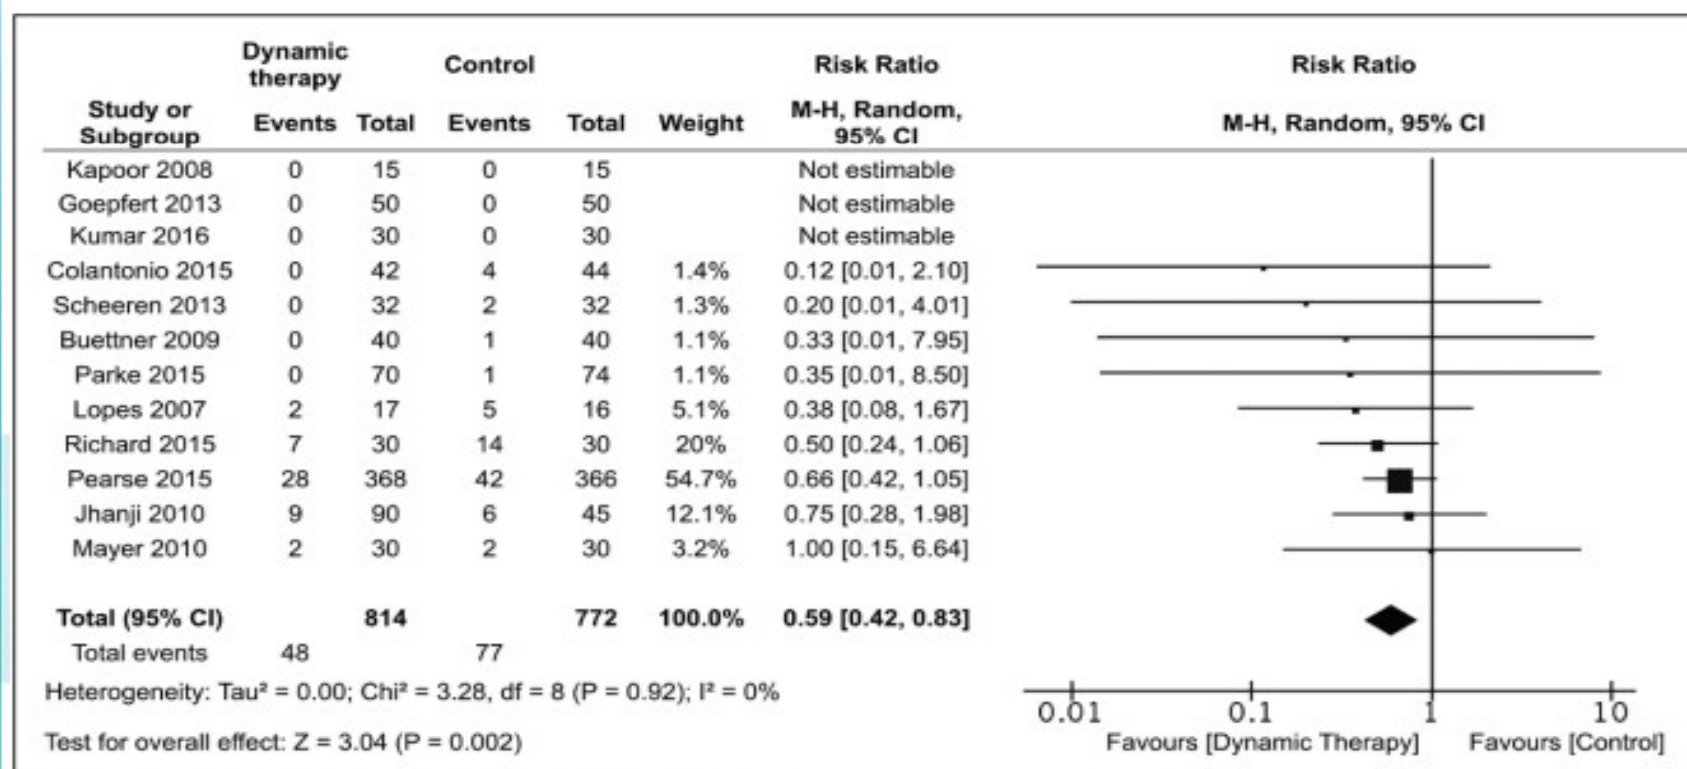 Dynamic therapy Control Risk Ratio Risk Ratio
Study or Subgroup Events Total Events Total Weight M-H, Random, 95% CI M-H, Random, 95% CI
Kapoor 2008 0 15 0 15 Not estimable
Goepfert 2013 0 50 0 50 Not estimable
Kumar 2016 0 30 0 30 Not estimable
Colantonio 2015 0 42 4 44 1.4% 0.12 [0.01, 2.10]
Scheeren 2013 0 32 2 32 1.3% 0.20 [0.01, 4.01]
Buettner 2009 0 40 1 40 1.1% 0.33 [0.01, 7.95]
Parke 2015 0 70 1 74 1.1% 0.35 [0.01, 8.50]
Lopes 2007 2 17 5 16 5.1% 0.38 [0.08, 1.67]
Richard 2015 7 30 14 30 20% 0.50 [0.24, 1.06]
Pearse 2015 28 368 42 366 54.7% 0.66 [0.42, 1.05]
Jhanji 2010 9 90 6 45 12.1% 0.75 [0.28, 1.98]
Mayer 2010 2 30 2 30 3.2% 1.00 [0.15, 6.64]
Total (95% CI) 814 772 100.0% 0.59 [0.42, 0.83]
Total events 48 77
Heterogeneity: Tau² = 0.00; Chi² = 3.28, df = 8 (P = 0.92); I² = 0%
Test for overall effect: Z = 3.04 (P = 0.002)
0.01 0.1 1 10
Favours [Dynamic Therapy] Favours [Control]